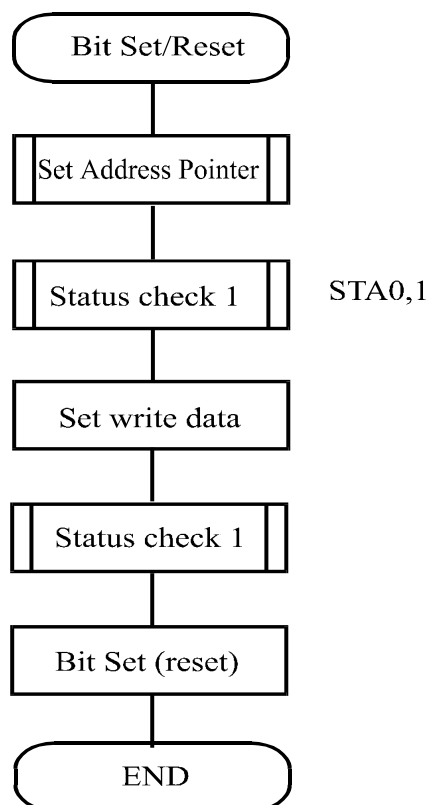 Bit Set/Reset
Set Address Pointer
Status check 1
STA0,1
Set write data
Status check 1
Bit Set (reset)
END